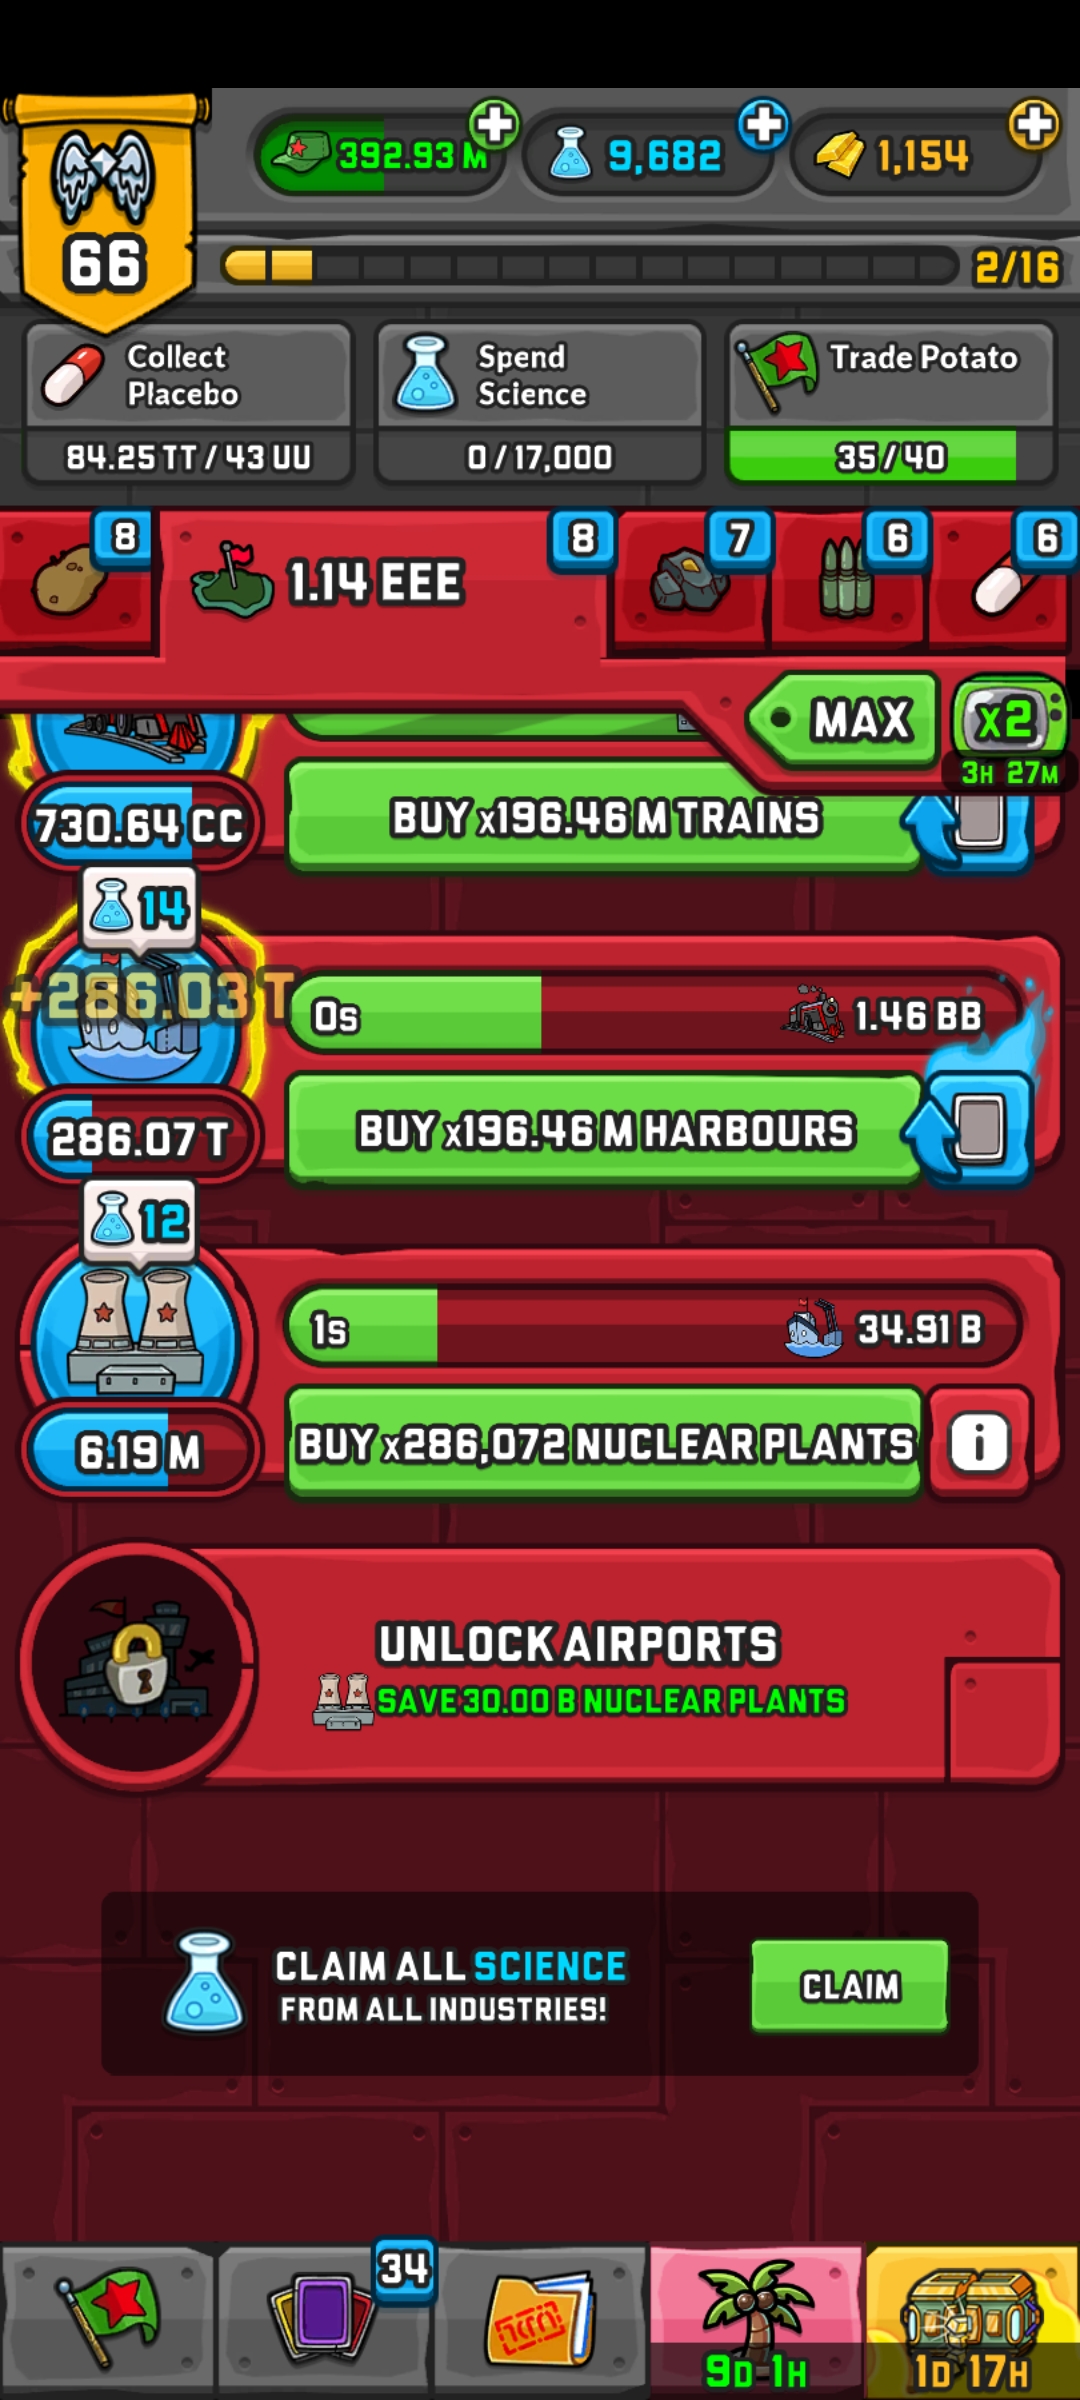 392.93 M
9,682
1,154
66
2/16
Collect
Placebo
84.25 TT / 43 UU
Spend
Science
0 / 17,000
Trade Potato
35 / 40
8
1.14 EEE
8
7
6
6
MAX
x2
3H 27M
730.64 CC
BUY x196.46 M TRAINS
14
+286.03 T
0s
1.46 BB
286.07 T
BUY x196.46 M HARBOURS
12
1s
34.91 B
6.19 M
BUY x286,072 NUCLEAR PLANTS
i
UNLOCK AIRPORTS
SAVE 30.00 B NUCLEAR PLANTS
CLAIM ALL SCIENCE
FROM ALL INDUSTRIES!
CLAIM
34
9D 1H
1D 17H